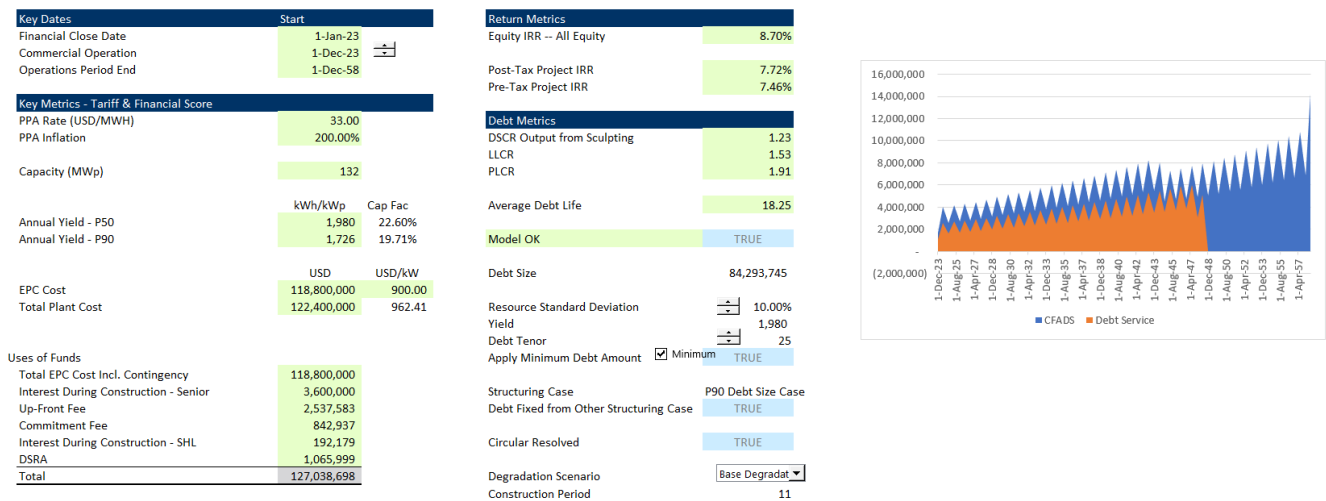 Key Dates Start
Financial Close Date 1-Jan-23
Commercial Operation 1-Dec-23
Operations Period End 1-Dec-58
Key Metrics - Tariff & Financial Score
PPA Rate (USD/MWH) 33.00
PPA Inflation 200.00%
Capacity (MWp) 132
kWh/kWp Cap Fac
Annual Yield - P50 1,980 22.60%
Annual Yield - P90 1,726 19.71%
USD USD/kW
EPC Cost 118,800,000 900.00
Total Plant Cost 122,400,000 962.41
Uses of Funds
Total EPC Cost Incl. Contingency 118,800,000
Interest During Construction - Senior 3,600,000
Up-Front Fee 2,537,583
Commitment Fee 842,937
Interest During Construction - SHL 192,179
DSRA 1,065,999
Total 127,038,698
Return Metrics
Equity IRR -- All Equity 8.70%
Post-Tax Project IRR 7.72%
Pre-Tax Project IRR 7.46%
Debt Metrics
DSCR Output from Sculpting 1.23
LLCR 1.53
PLCR 1.91
Average Debt Life 18.25
Model OK TRUE
Debt Size 84,293,745
Resource Standard Deviation 10.00%
Yield 1,980
Debt Tenor 25
Apply Minimum Debt Amount Minimum TRUE
Structuring Case P90 Debt Size Case
Debt Fixed from Other Structuring Case TRUE
Circular Resolved TRUE
Degradation Scenario Base Degradat
Construction Period 11
16,000,000
14,000,000
12,000,000
10,000,000
8,000,000
6,000,000
4,000,000
2,000,000
-
(2,000,000)
1-Dec-23
1-Aug-25
1-Apr-27
1-Dec-28
1-Aug-30
1-Apr-32
1-Dec-33
1-Aug-35
1-Apr-37
1-Dec-38
1-Aug-40
1-Apr-42
1-Dec-43
1-Aug-45
1-Apr-47
1-Dec-48
1-Aug-50
1-Apr-52
1-Dec-53
1-Aug-55
1-Apr-57
CFADS Debt Service